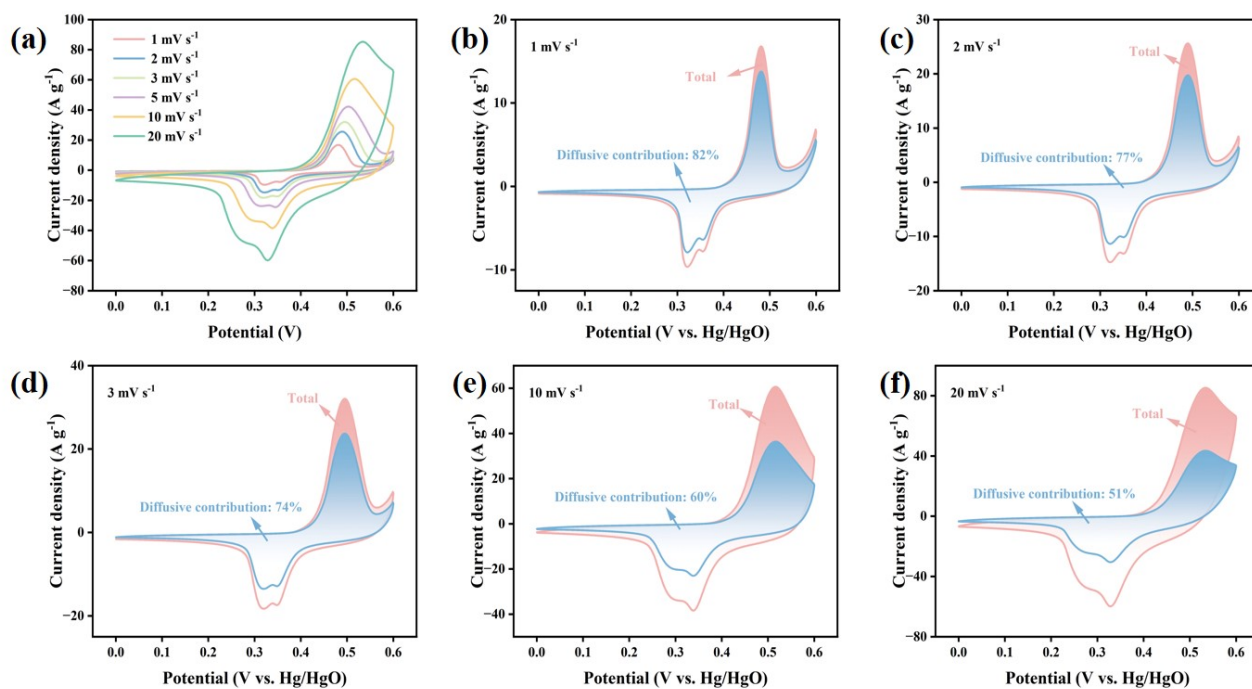 (a)
1 mV s⁻¹
2 mV s⁻¹
3 mV s⁻¹
5 mV s⁻¹
10 mV s⁻¹
20 mV s⁻¹
Current density (A g⁻¹)
100
80
60
40
20
0
−20
−40
−60
−80
0.0 0.1 0.2 0.3 0.4 0.5 0.6
Potential (V)
(b)
1 mV s⁻¹
Total
Diffusive contribution: 82%
Current density (A g⁻¹)
20
10
0
−10
0.0 0.1 0.2 0.3 0.4 0.5 0.6
Potential (V vs. Hg/HgO)
(c)
2 mV s⁻¹
Total
Diffusive contribution: 77%
Current density (A g⁻¹)
30
20
10
0
−10
−20
0.0 0.1 0.2 0.3 0.4 0.5 0.6
Potential (V vs. Hg/HgO)
(d)
3 mV s⁻¹
Total
Diffusive contribution: 74%
Current density (A g⁻¹)
40
20
0
−20
0.0 0.1 0.2 0.3 0.4 0.5 0.6
Potential (V vs. Hg/HgO)
(e)
10 mV s⁻¹
Total
Diffusive contribution: 60%
Current density (A g⁻¹)
60
40
20
0
−20
−40
0.0 0.1 0.2 0.3 0.4 0.5 0.6
Potential (V vs. Hg/HgO)
(f)
20 mV s⁻¹
Total
Diffusive contribution: 51%
Current density (A g⁻¹)
80
40
0
−40
−80
0.0 0.1 0.2 0.3 0.4 0.5 0.6
Potential (V vs. Hg/HgO)